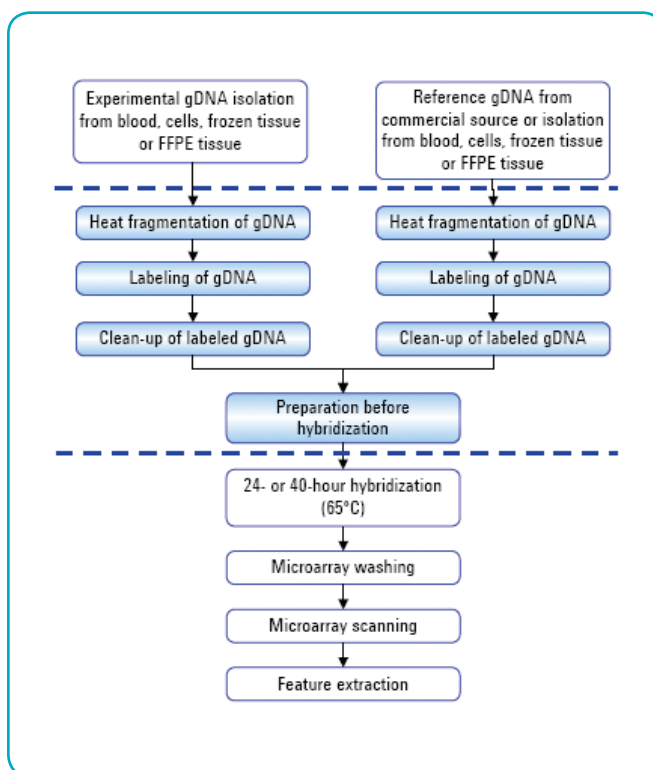 Experimental gDNA isolation
from blood, cells, frozen tissue
or FFPE tissue
Reference gDNA from
commercial source or isolation
from blood, cells, frozen tissue
or FFPE tissue
Heat fragmentation of gDNA
Heat fragmentation of gDNA
Labeling of gDNA
Labeling of gDNA
Clean-up of labeled gDNA
Clean-up of labeled gDNA
Preparation before
hybridization
24- or 40-hour hybridization
(65°C)
Microarray washing
Microarray scanning
Feature extraction